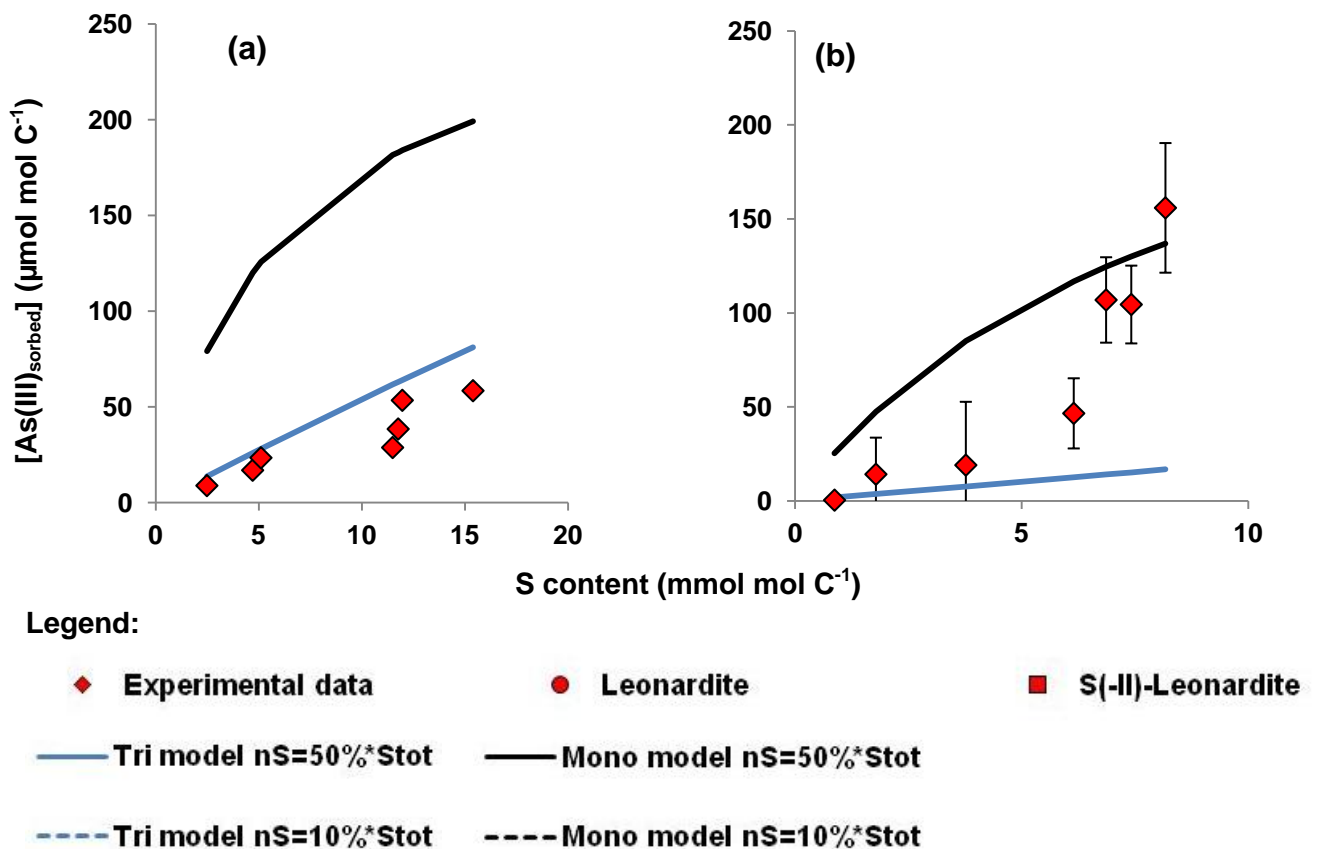 (a)
(b)
[As(III)sorbed] (µmol mol C-1)
250
200
150
100
50
0
0 5 10 15 20
250
200
150
100
50
0
0 5 10
S content (mmol mol C-1)
Legend:
Experimental data
Leonardite
S(-II)-Leonardite
Tri model nS=50%*Stot
Mono model nS=50%*Stot
Tri model nS=10%*Stot
Mono model nS=10%*Stot